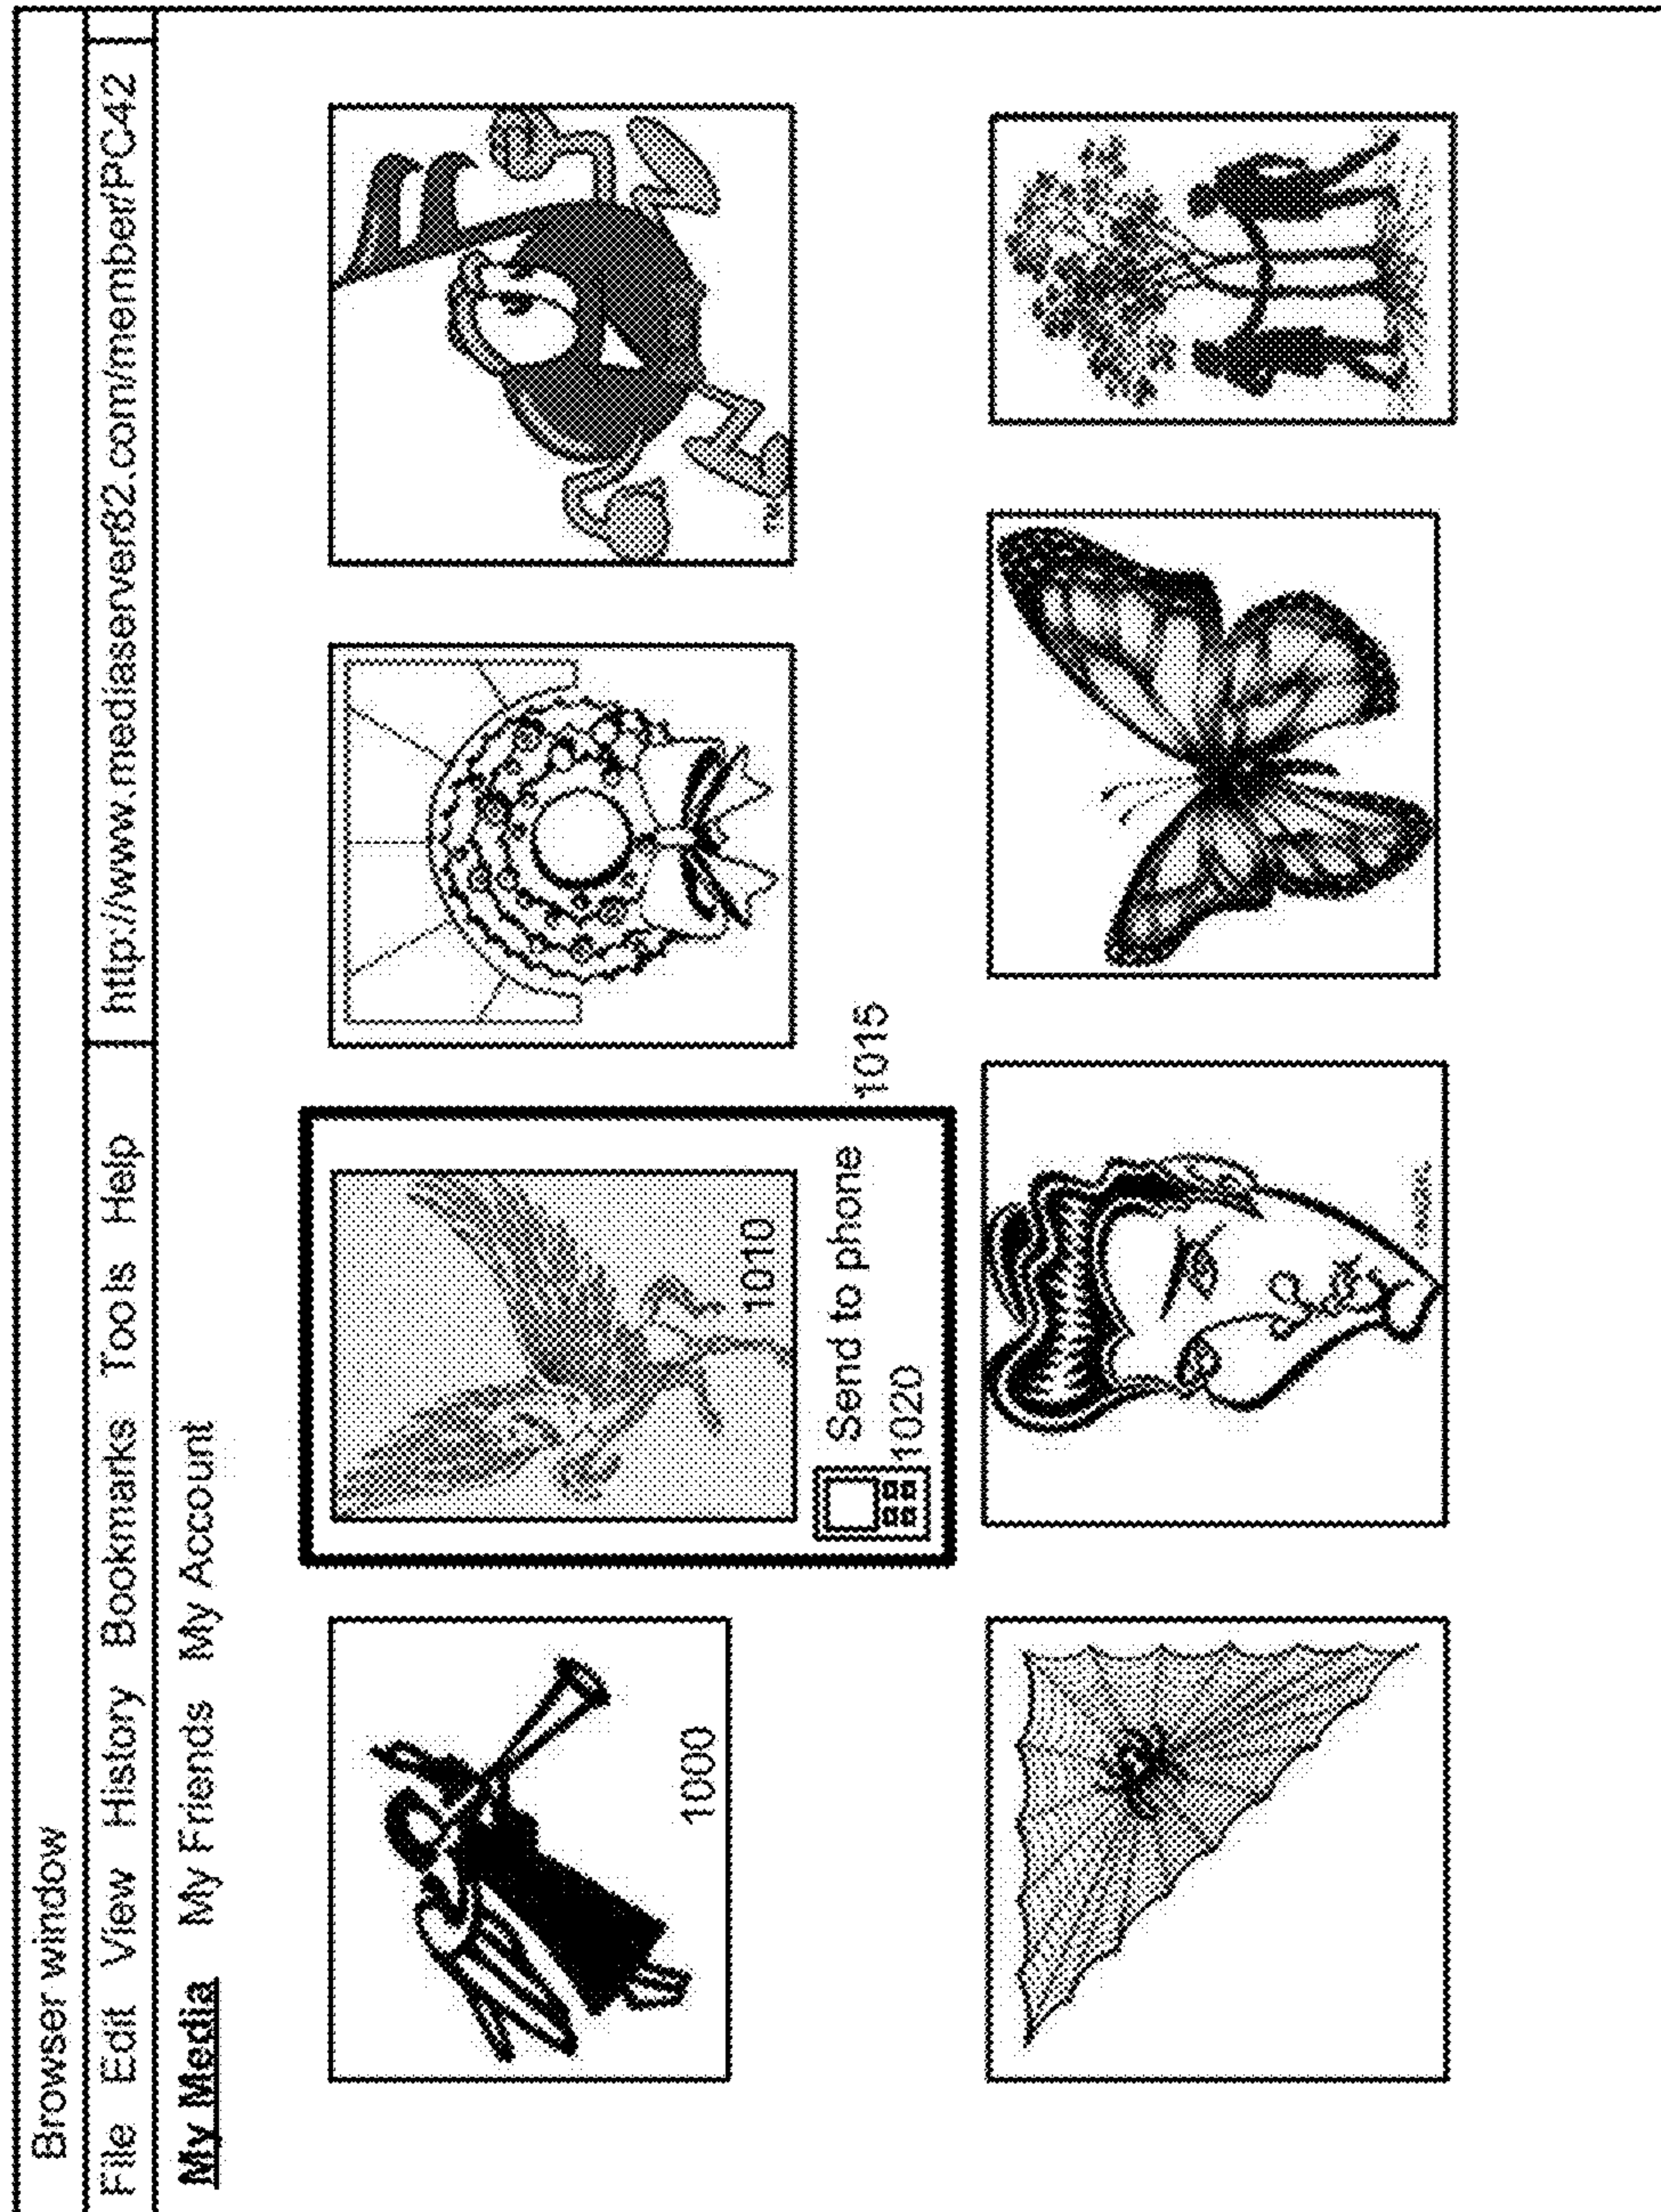 Browser window
File Edit View History Bookmarks Tools Help http://www.mediaserver62.com/member/PC42
My Media My Friends My Account
1000
1010
Send to phone
1015
1020